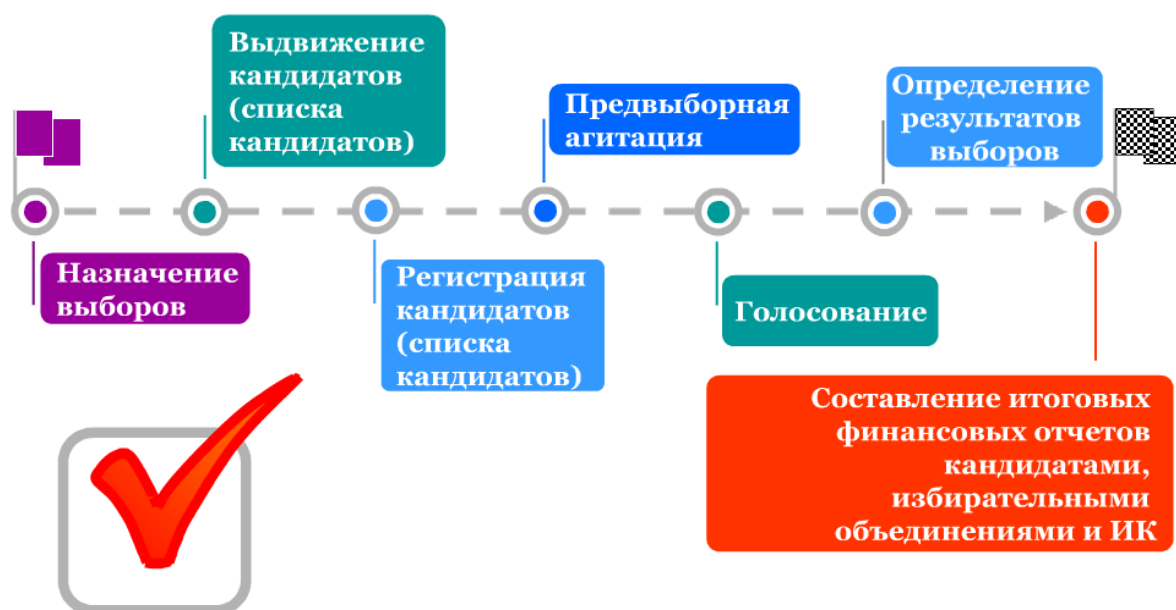 Назначение
выборов
Выдвижение
кандидатов
(списка
кандидатов)
Регистрация
кандидатов
(списка
кандидатов)
Предвыборная
агитация
Голосование
Определение
результатов
выборов
Составление итоговых
финансовых отчетов
кандидатами,
избирательными
объединениями и ИК